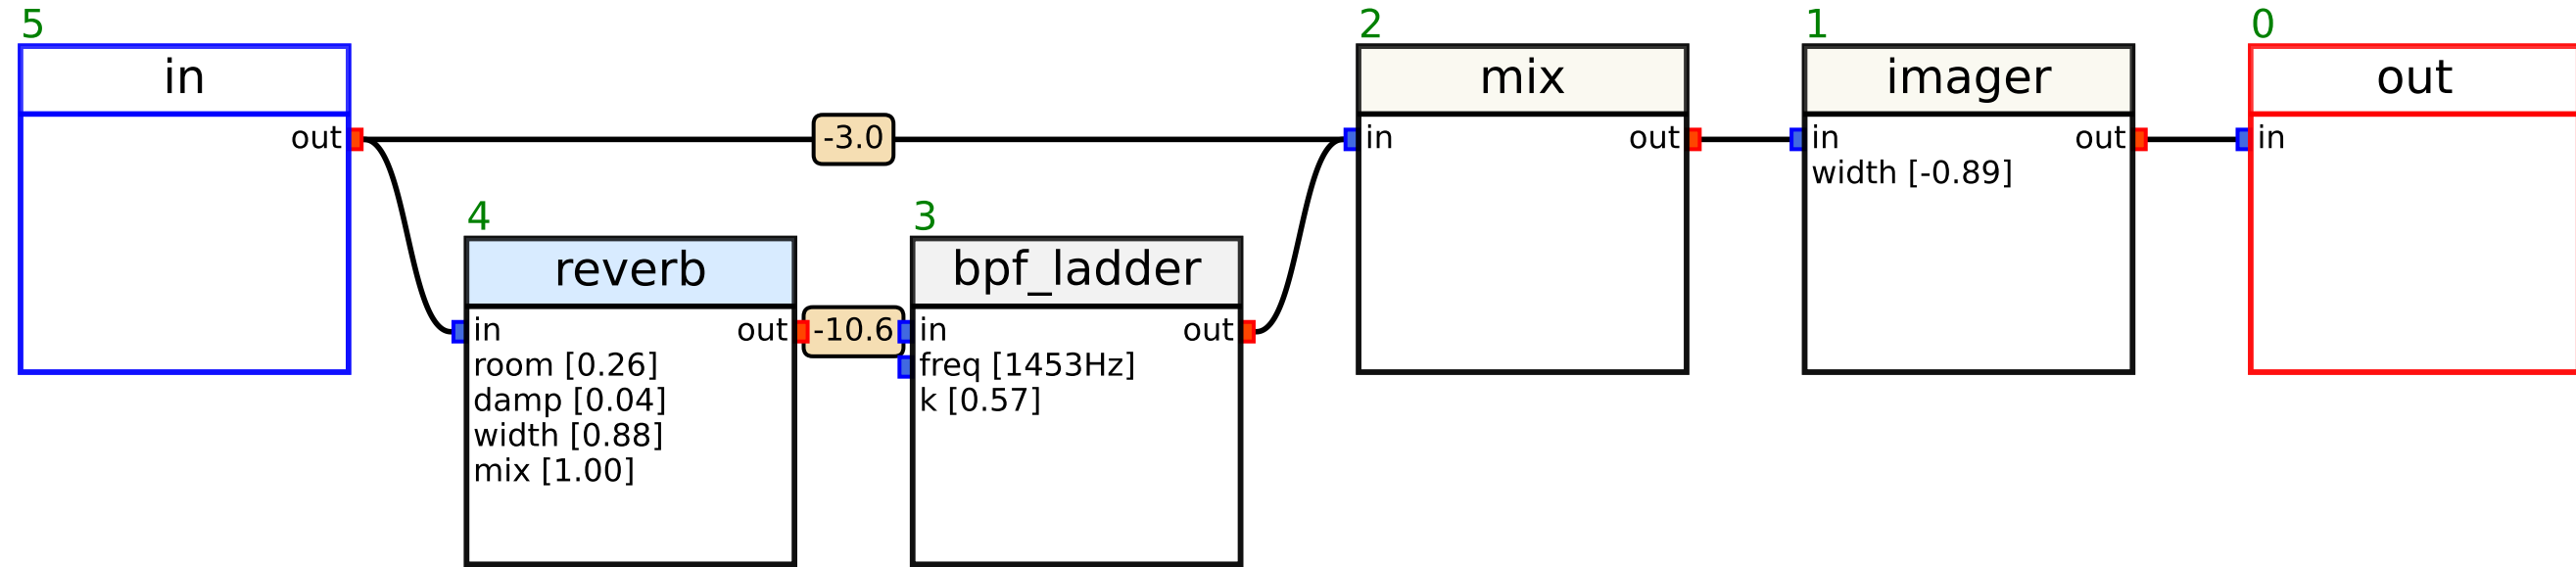 5
in
out
-3.0
4
reverb
in
out
room [0.26]
damp [0.04]
width [0.88]
mix [1.00]
-10.6
3
bpf_ladder
in
out
freq [1453Hz]
k [0.57]
2
mix
in
out
1
imager
in
out
width [-0.89]
0
out
in